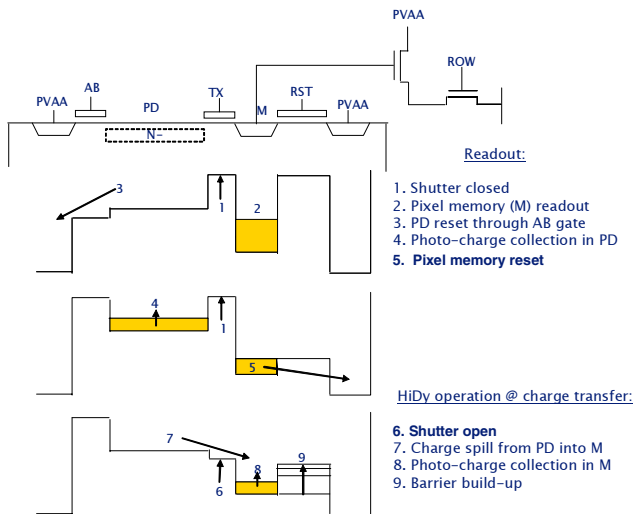 PVAA
ROW
AB
PVAA
PD
TX
M
RST
PVAA
N-
Readout:
1. Shutter closed
2. Pixel memory (M) readout
3. PD reset through AB gate
4. Photo-charge collection in PD
5. Pixel memory reset
3
1
2
4
1
5
HiDy operation @ charge transfer:
6. Shutter open
7. Charge spill from PD into M
8. Photo-charge collection in M
9. Barrier build-up
7
6
8
9